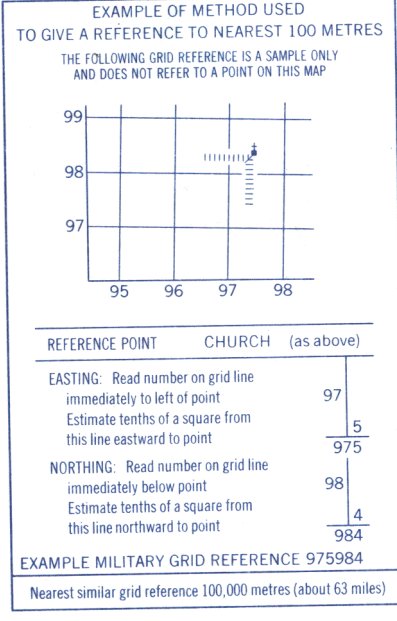 EXAMPLE OF METHOD USED
TO GIVE A REFERENCE TO NEAREST 100 METRES
THE FOLLOWING GRID REFERENCE IS A SAMPLE ONLY
AND DOES NOT REFER TO A POINT ON THIS MAP
99
98
97
95 96 97 98
REFERENCE POINT CHURCH (as above)
EASTING: Read number on grid line
immediately to left of point 97
Estimate tenths of a square from
this line eastward to point 5
975
NORTHING: Read number on grid line
immediately below point 98
Estimate tenths of a square from
this line northward to point 4
984
EXAMPLE MILITARY GRID REFERENCE 975984
Nearest similar grid reference 100,000 metres (about 63 miles)